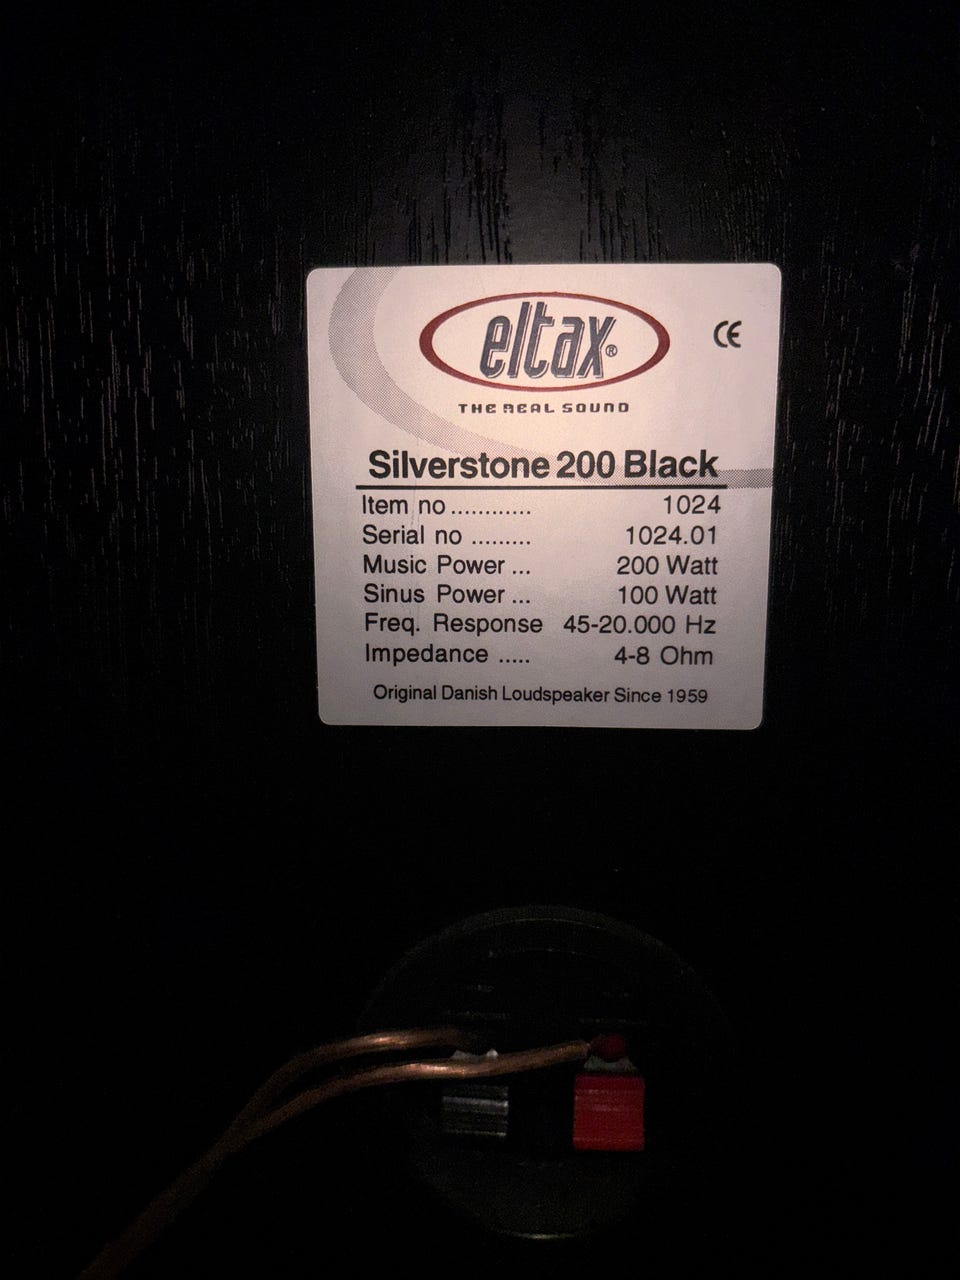 eltax®
CE
THE REAL SOUND
Silverstone 200 Black
Item no ............ 1024
Serial no ......... 1024.01
Music Power ... 200 Watt
Sinus Power ... 100 Watt
Freq. Response 45-20.000 Hz
Impedance ..... 4-8 Ohm
Original Danish Loudspeaker Since 1959